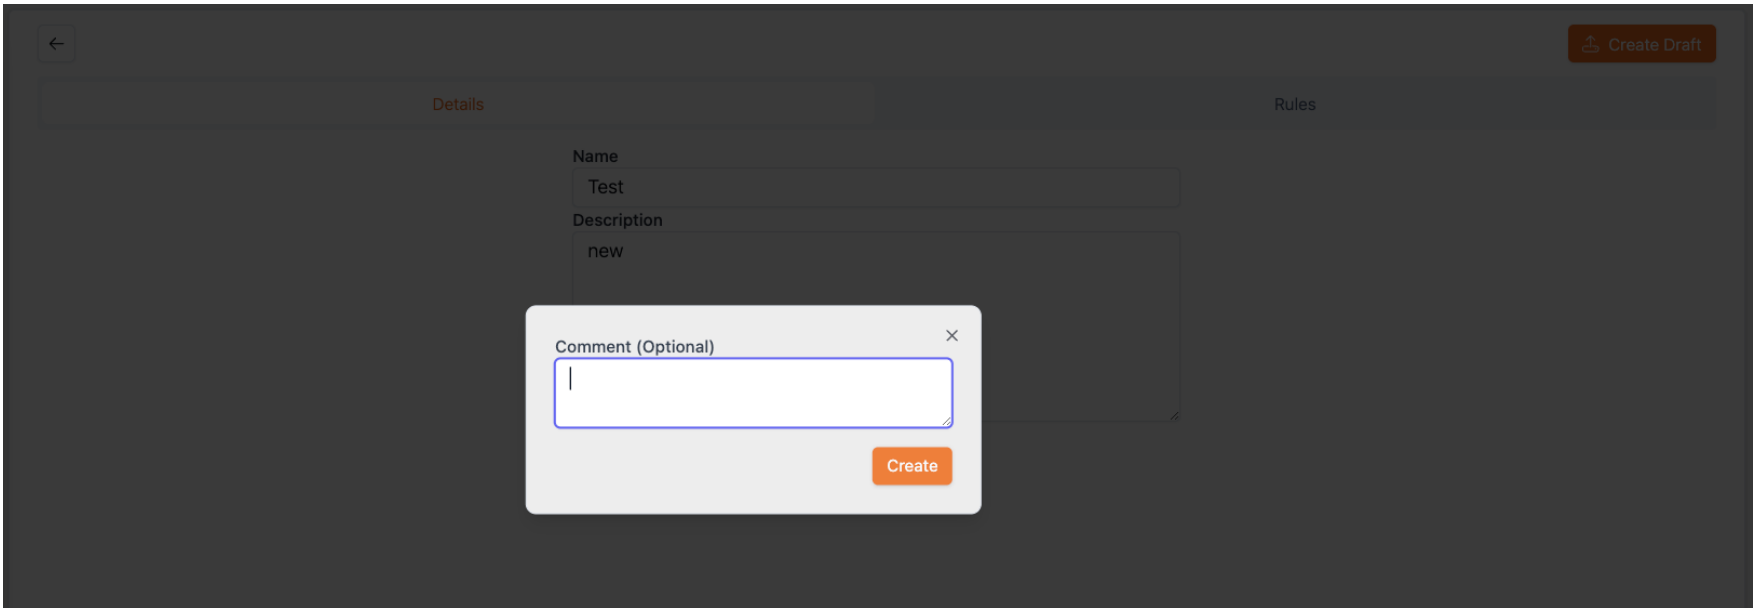 Create Draft
Details
Rules
Name
Test
Description
new
Comment (Optional)
Create